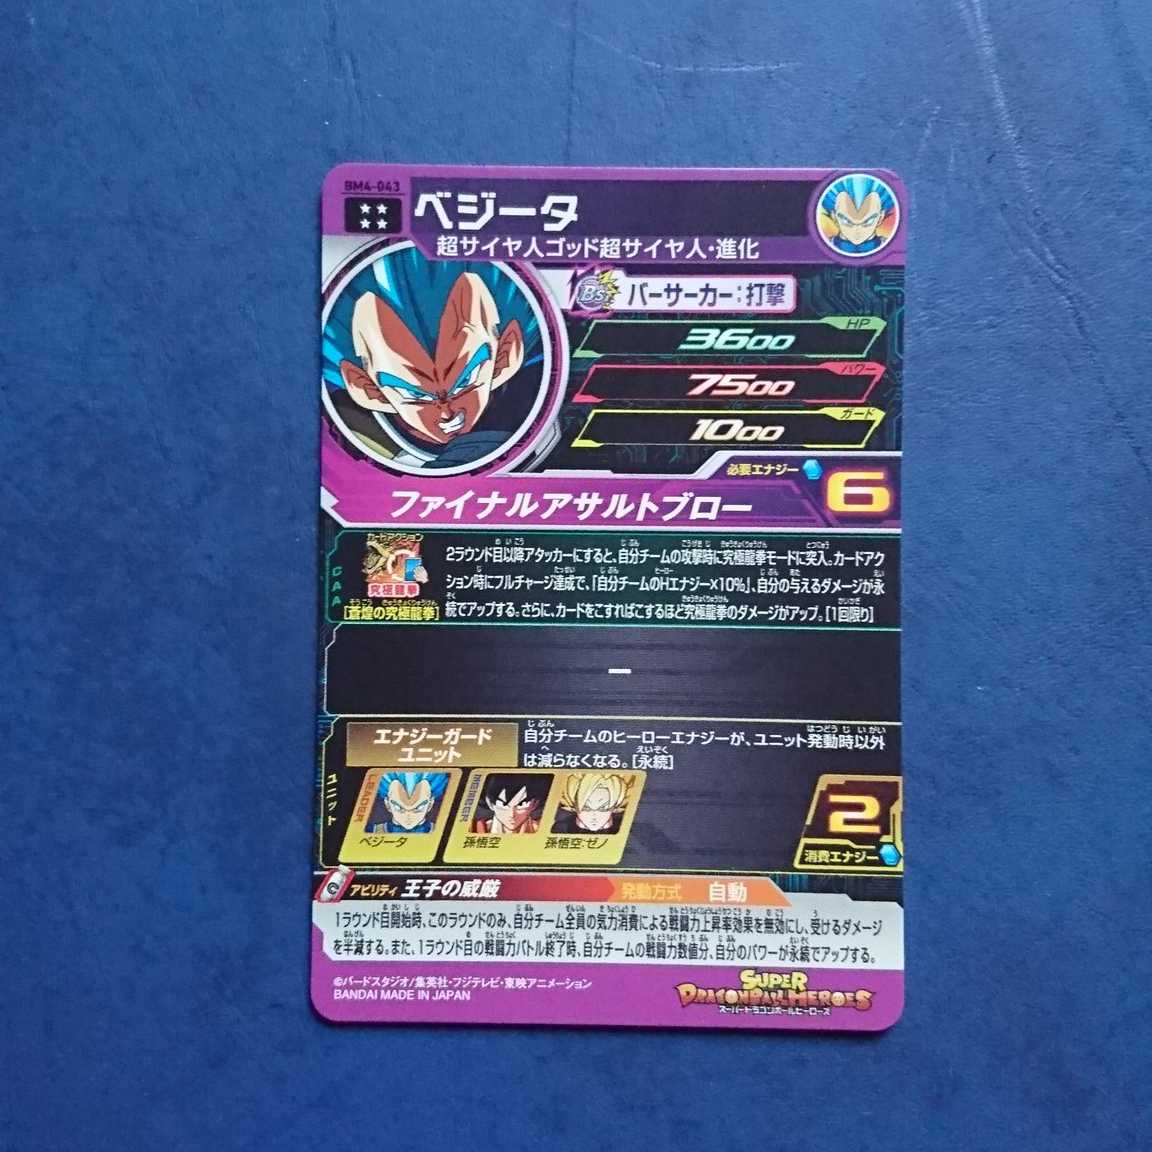 BM4-043
ベジータ
超サイヤ人ゴッド超サイヤ人・進化
Bs バーサーカー:打撃
HP
3600
パワー
7500
ガード
1000
必要エナジー
6
ファイナルアサルトブロー
CAA
カードアクション
究極龍拳
[蒼煌の究極龍拳]
2ラウンド目以降アタッカーにすると、自分チームの攻撃時に究極龍拳モードに突入。カードアク
ション時にフルチャージ達成で、「自分チームのHエナジー×10%」、自分の与えるダメージが永
続でアップする。さらに、カードをこすればこするほど究極龍拳のダメージがアップ。[1回限り]
ー
ユニット
エナジーガード
ユニット
自分チームのヒーローエナジーが、ユニット発動時以外
は減らなくなる。[永続]
LEADER
ベジータ
MEMBER
孫悟空
孫悟空:ゼノ
2
消費エナジー
アビリティ 王子の威厳
発動方式 自動
1ラウンド目開始時、このラウンドのみ、自分チーム全員の気力消費による戦闘力上昇率効果を無効にし、受けるダメージ
を半減する。また、1ラウンド目の戦闘力バトル終了時、自分チームの戦闘力数値分、自分のパワーが永続でアップする。
©バードスタジオ/集英社・フジテレビ・東映アニメーション
BANDAI MADE IN JAPAN
SUPER
DRAGONBALL HEROES
スーパードラゴンボールヒーローズ